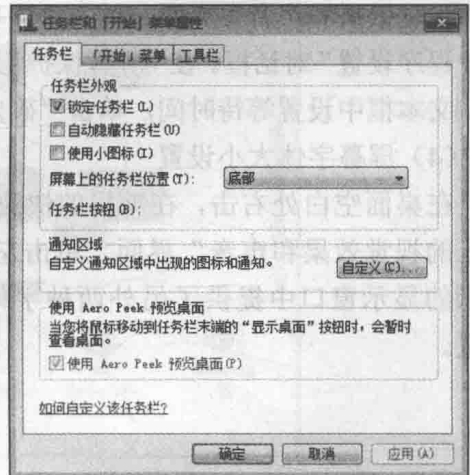 任务栏和「开始」菜单属性
任务栏 「开始」菜单 工具栏
任务栏外观
锁定任务栏(L)
自动隐藏任务栏(U)
使用小图标(I)
屏幕上的任务栏位置(T): 底部
任务栏按钮(B):
通知区域
自定义通知区域中出现的图标和通知。 自定义(C)...
使用 Aero Peek 预览桌面
当您将鼠标移动到任务栏末端的“显示桌面”按钮时，会暂时
查看桌面。
使用 Aero Peek 预览桌面(P)
如何自定义该任务栏?
确定 取消 应用(A)